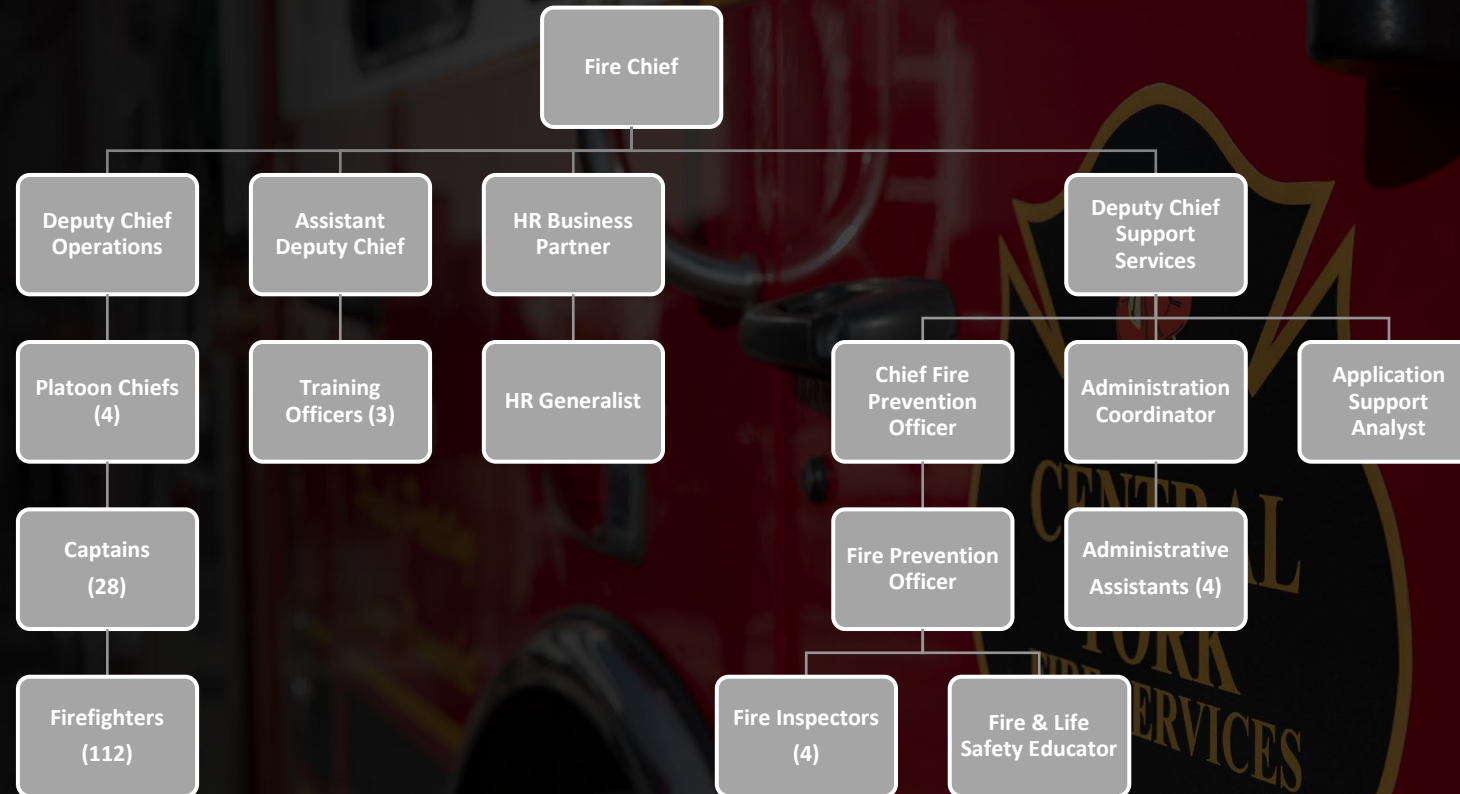 Fire Chief
Deputy Chief
Operations
Assistant
Deputy Chief
HR Business
Partner
Deputy Chief
Support
Services
Platoon Chiefs
(4)
Training
Officers (3)
HR Generalist
Chief Fire
Prevention
Officer
Administration
Coordinator
Application
Support
Analyst
Captains
(28)
Fire Prevention
Officer
Administrative
Assistants (4)
Firefighters
(112)
Fire Inspectors
(4)
Fire & Life
Safety Educator
CENTRAL
YORK
FIRE SERVICES